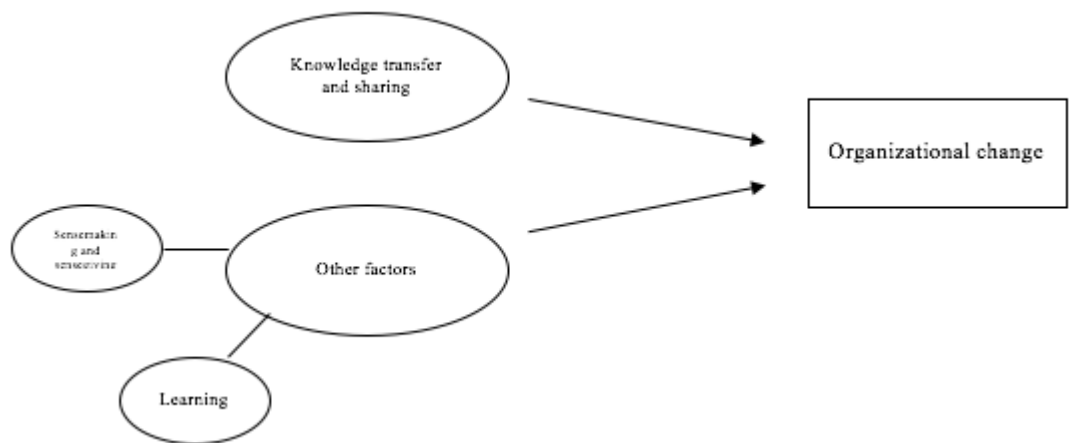 Knowledge transfer
and sharing
Organizational change
Sensemakin
g and
sensegiving
Other factors
Learning